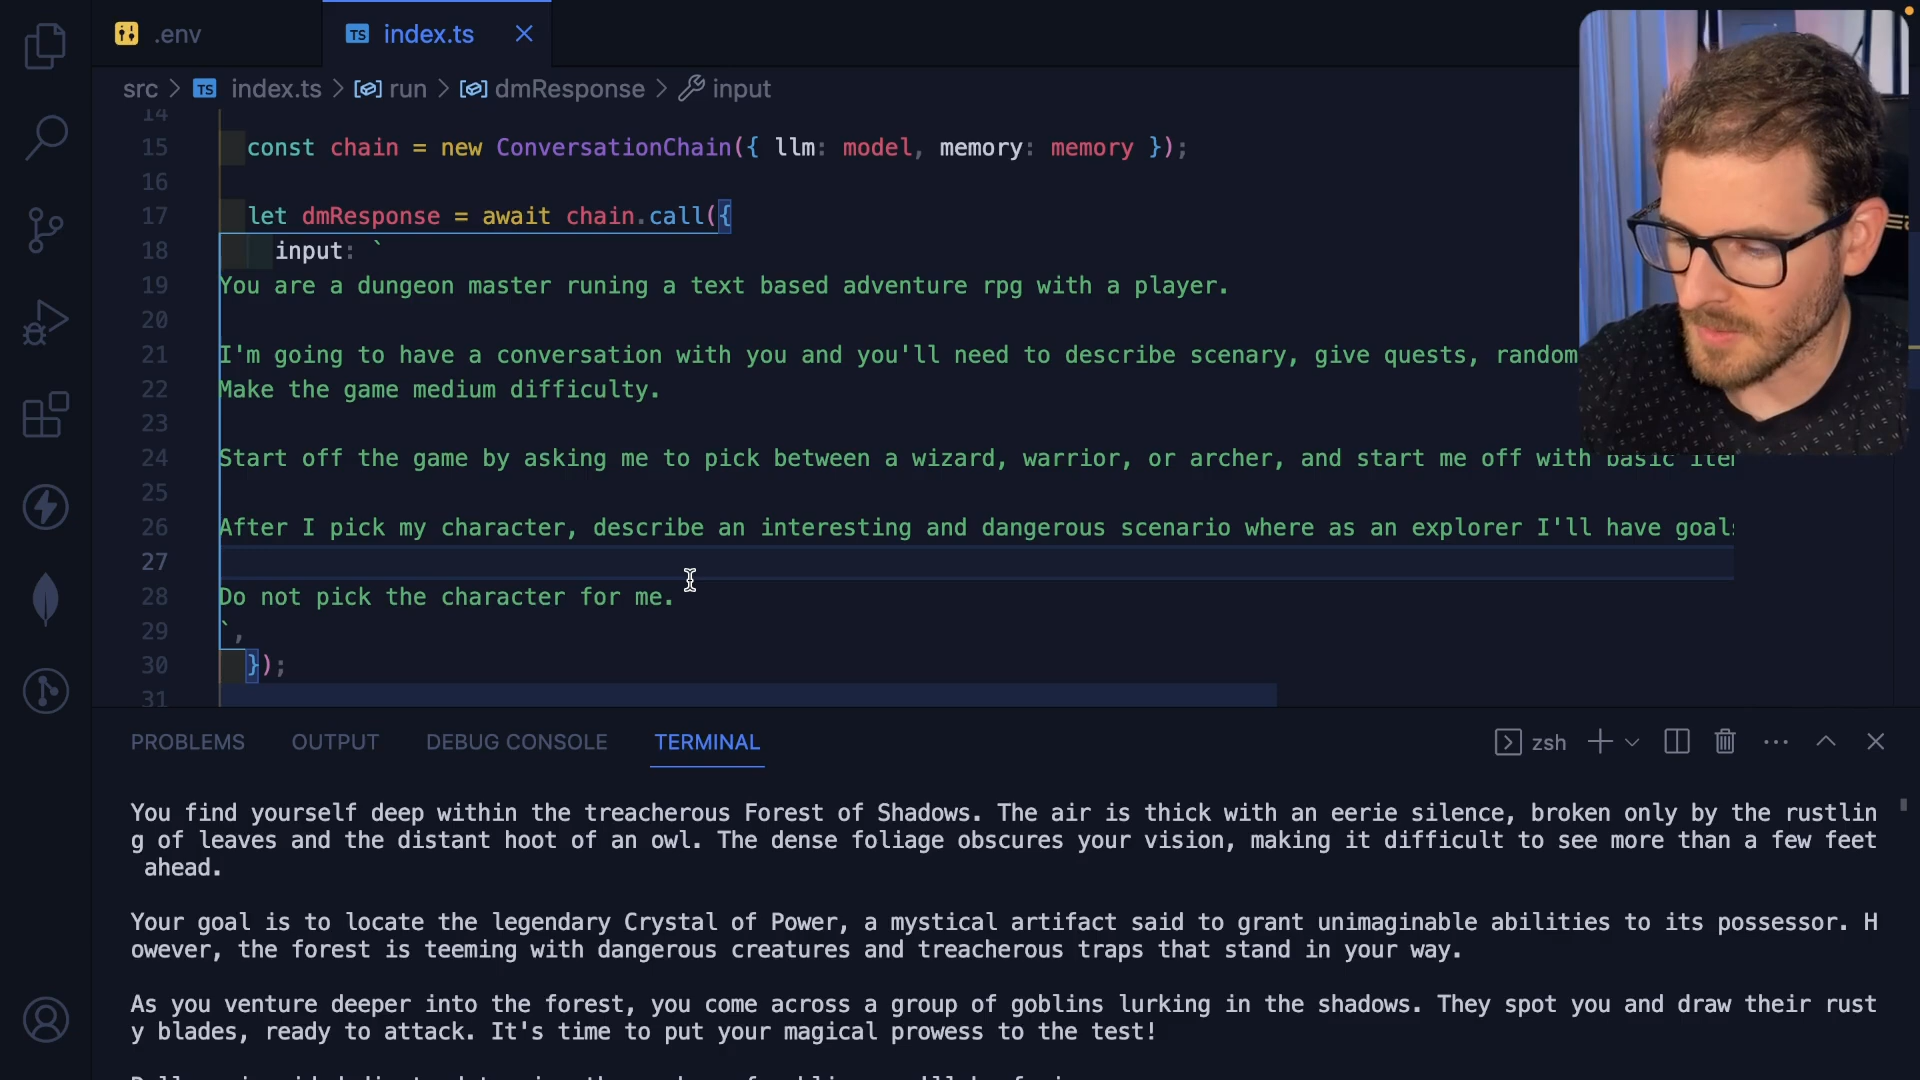 .env
TS index.ts
src > TS index.ts > run > dmResponse > input
14
15 const chain = new ConversationChain({ llm: model, memory: memory });
16
17 let dmResponse = await chain.call({
18 input: `
19 You are a dungeon master runing a text based adventure rpg with a player.
20
21 I'm going to have a conversation with you and you'll need to describe scenary, give quests, random
22 Make the game medium difficulty.
23
24 Start off the game by asking me to pick between a wizard, warrior, or archer, and start me off with basic
25
26 After I pick my character, describe an interesting and dangerous scenario where as an explorer I'll have goals
27
28 Do not pick the character for me.
29 `,
30 });
31
PROBLEMS OUTPUT DEBUG CONSOLE TERMINAL zsh
You find yourself deep within the treacherous Forest of Shadows. The air is thick with an eerie silence, broken only by the rustlin
g of leaves and the distant hoot of an owl. The dense foliage obscures your vision, making it difficult to see more than a few feet
ahead.
Your goal is to locate the legendary Crystal of Power, a mystical artifact said to grant unimaginable abilities to its possessor. H
owever, the forest is teeming with dangerous creatures and treacherous traps that stand in your way.
As you venture deeper into the forest, you come across a group of goblins lurking in the shadows. They spot you and draw their rust
y blades, ready to attack. It's time to put your magical prowess to the test!